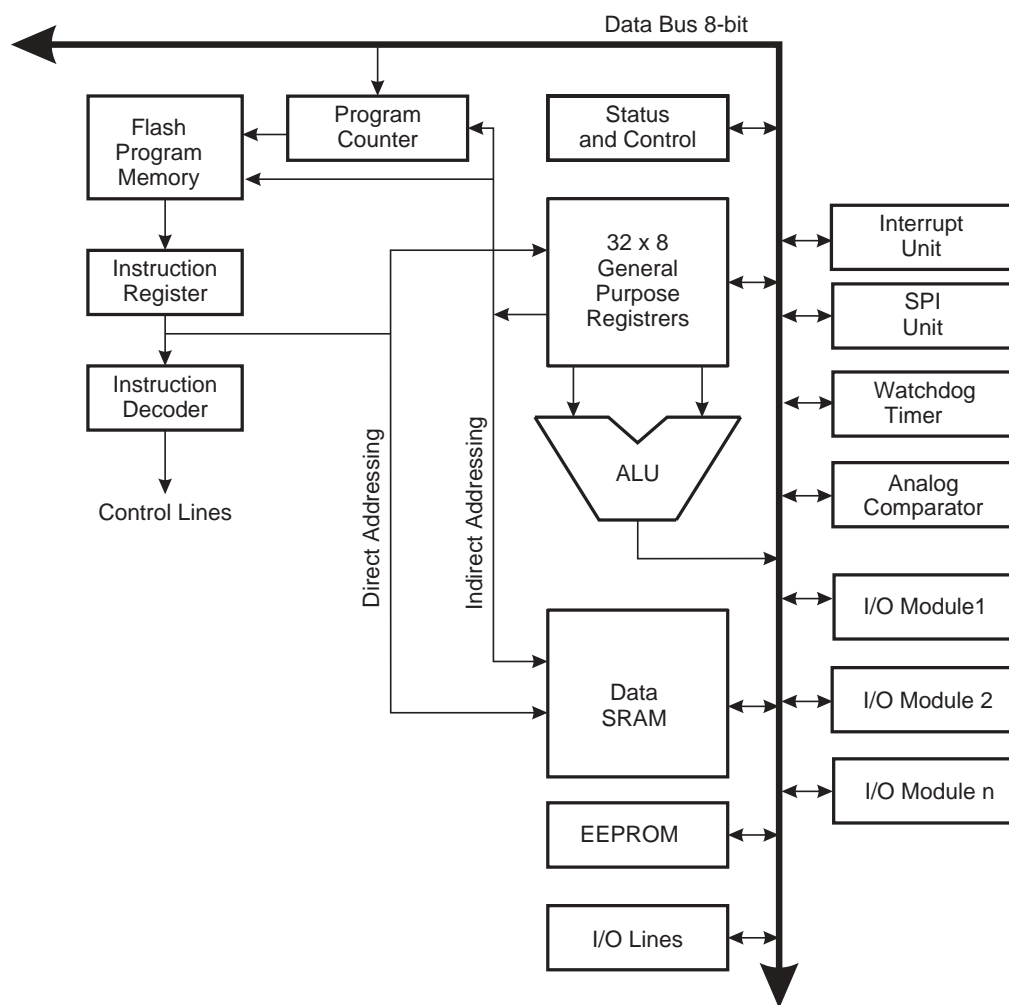 Data Bus 8-bit
Flash
Program
Memory
Program
Counter
Status
and Control
Interrupt
Unit
32 x 8
General
Purpose
Registrers
Instruction
Register
SPI
Unit
Instruction
Decoder
Watchdog
Timer
ALU
Analog
Comparator
Control Lines
Direct Addressing
Indirect Addressing
I/O Module1
Data
SRAM
I/O Module 2
I/O Module n
EEPROM
I/O Lines